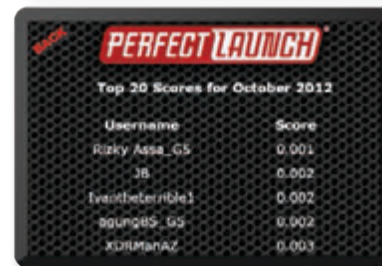 BACK
PERFECT LAUNCH
Top 20 Scores for October 2012
Username Score
Rizky Assa_GS 0.001
JB 0.002
Ivantheterrible1 0.002
agungBS_GS 0.002
XDRManAZ 0.003